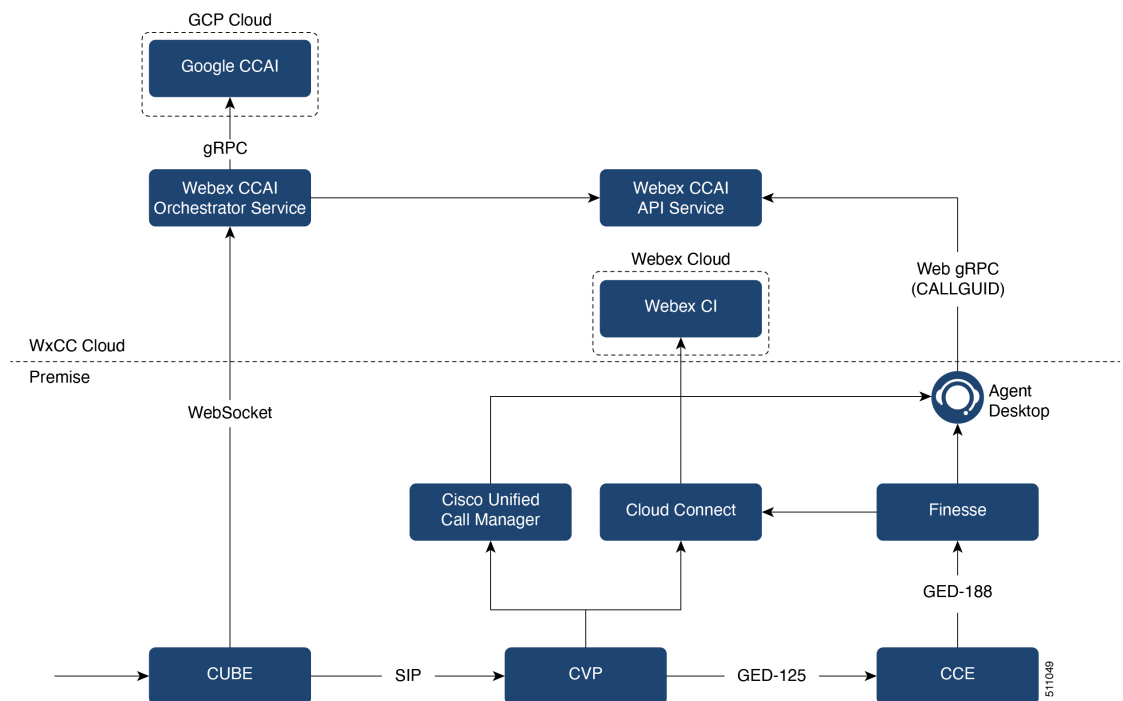 GCP Cloud
Google CCAI
gRPC
Webex CCAI
Orchestrator Service
Webex CCAI
API Service
Webex Cloud
Webex CI
Web gRPC
(CALLGUID)
WxCC Cloud
Premise
WebSocket
Agent
Desktop
Cisco Unified
Call Manager
Cloud Connect
Finesse
GED-188
CUBE
SIP
CVP
GED-125
CCE
511049